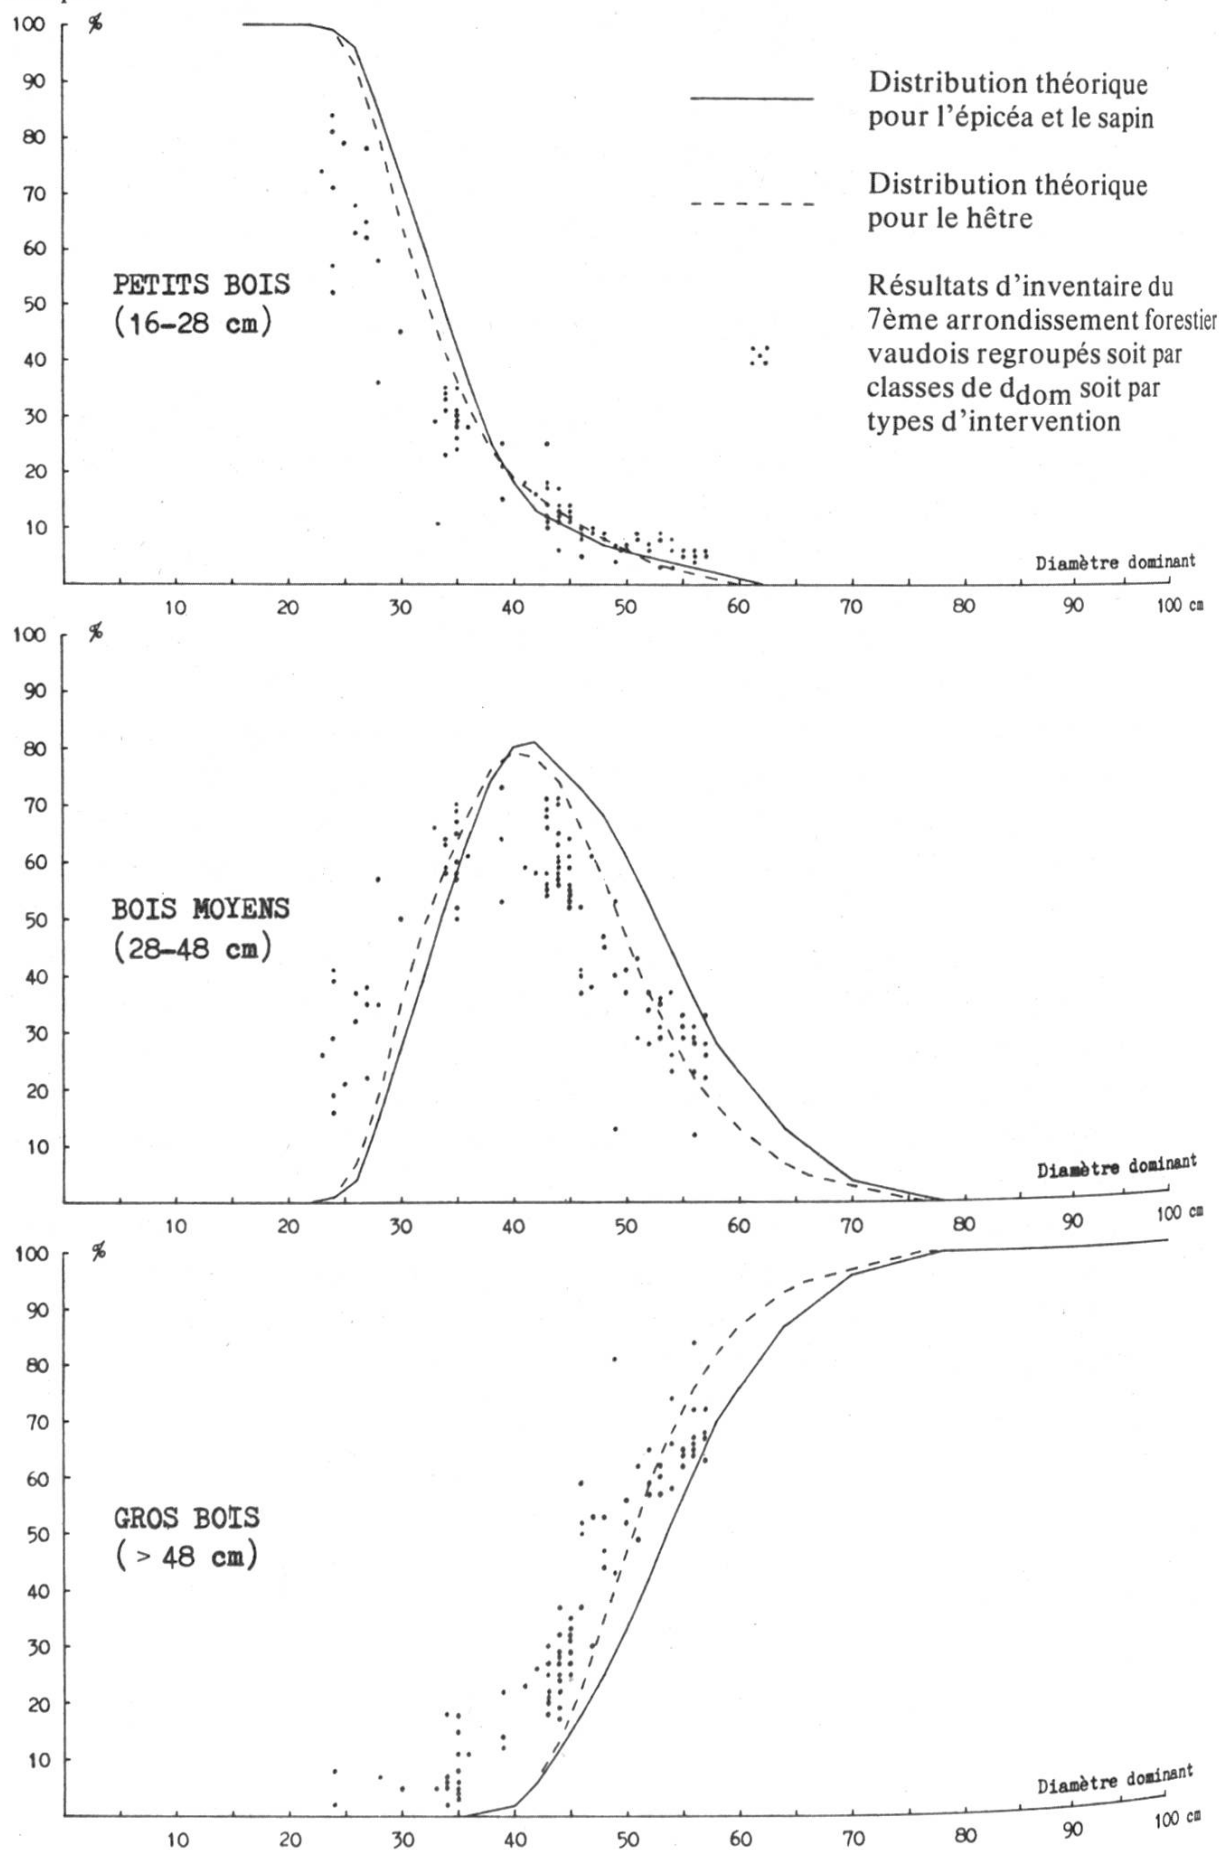 100 %
90
80
70
60
50
40
30
20
10
PETITS BOIS
(16-28 cm)
Distribution théorique
pour l'épicéa et le sapin
Distribution théorique
pour le hêtre
Résultats d'inventaire du
7ème arrondissement forestier
vaudois regroupés soit par
classes de ddom soit par
types d'intervention
Diamètre dominant
10 20 30 40 50 60 70 80 90 100 cm
100 %
90
80
70
60
50
40
30
20
10
BOIS MOYENS
(28-48 cm)
Diamètre dominant
10 20 30 40 50 60 70 80 90 100 cm
100 %
90
80
70
60
50
40
30
20
10
GROS BOIS
(> 48 cm)
Diamètre dominant
10 20 30 40 50 60 70 80 90 100 cm